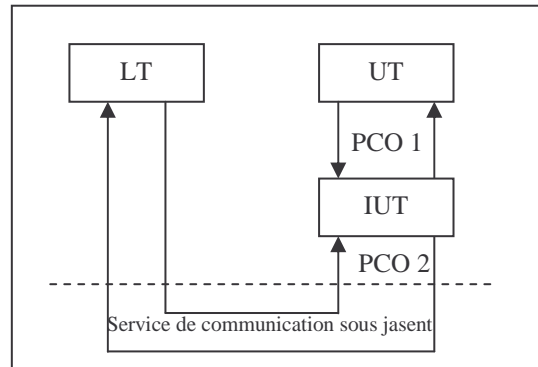 LT
UT
PCO 1
IUT
PCO 2
Service de communication sous jasent